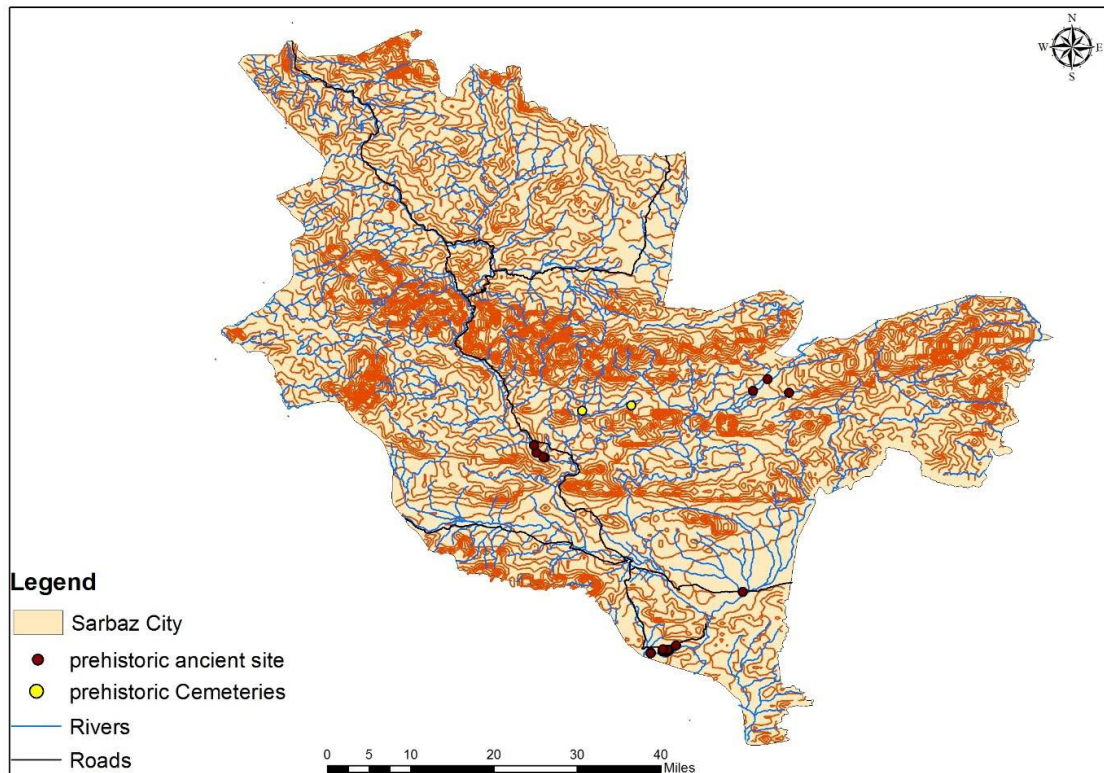 N
W E
S
Legend
Sarbaz City
prehistoric ancient site
prehistoric Cemeteries
Rivers
Roads
0 5 10 20 30 40
Miles